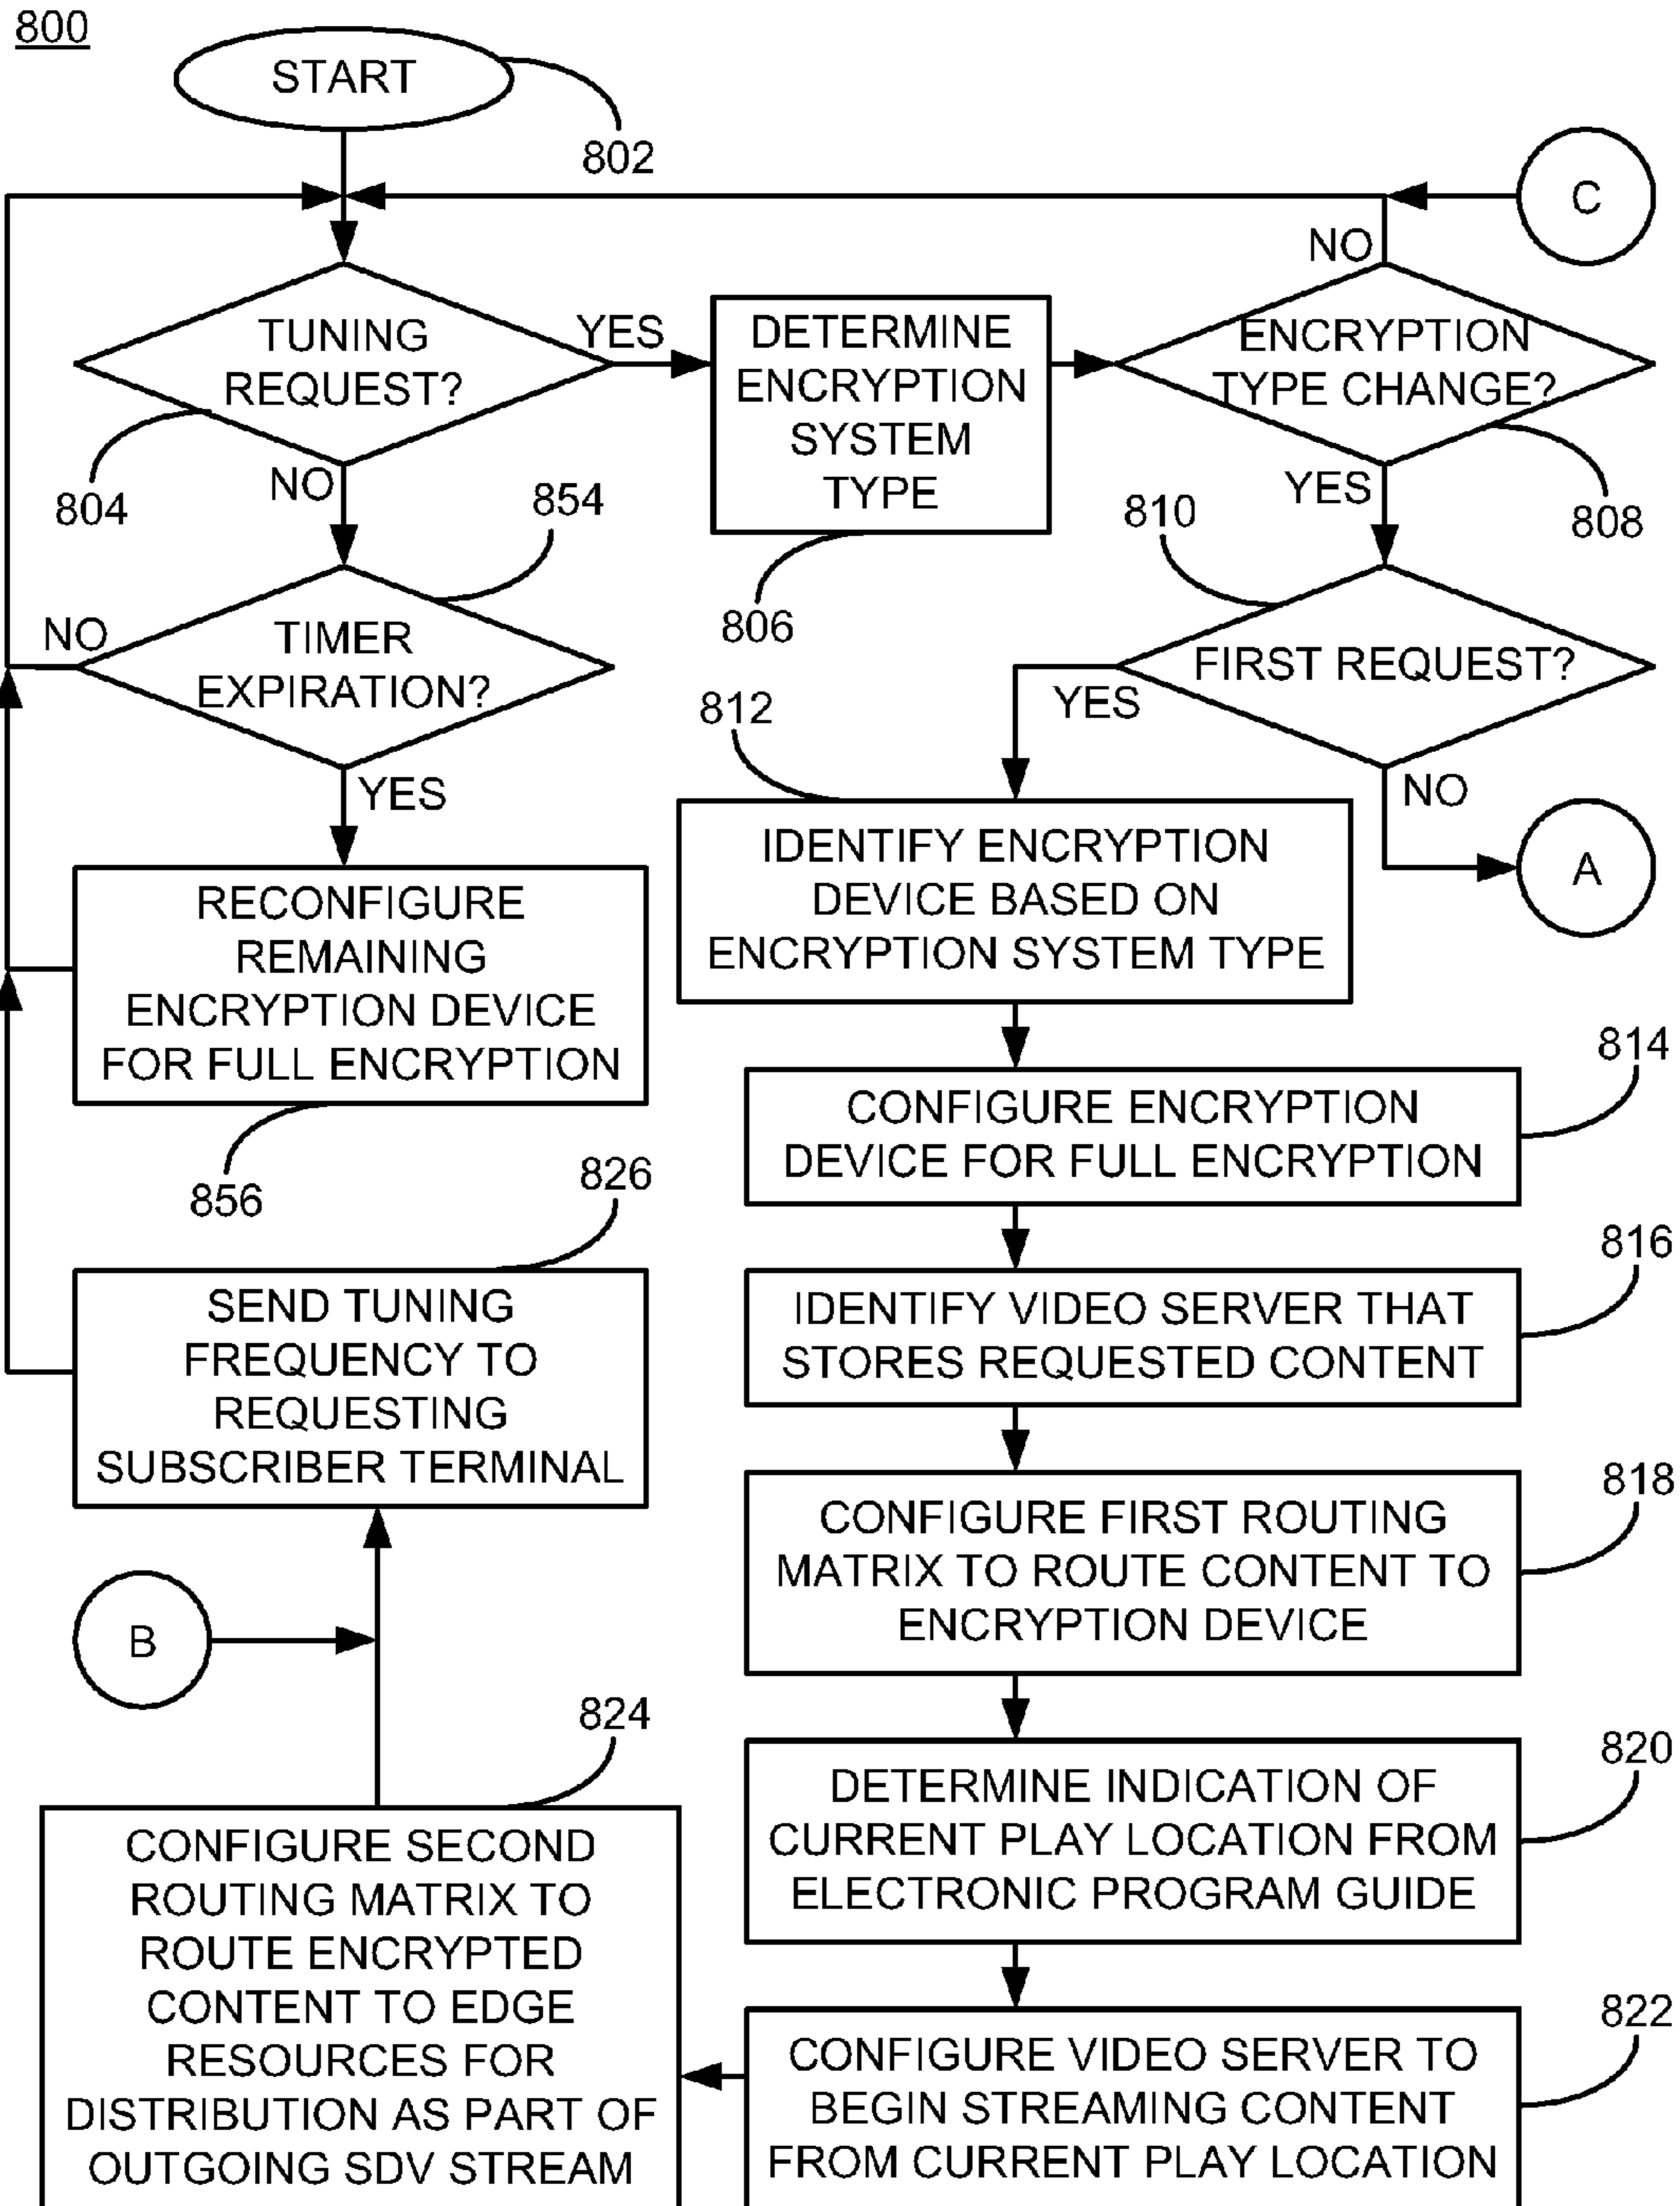 800
START
802
C
NO
TUNING
REQUEST?
YES
804
NO
DETERMINE
ENCRYPTION
SYSTEM
TYPE
806
ENCRYPTION
TYPE CHANGE?
YES
808
854
TIMER
EXPIRATION?
NO
YES
810
FIRST REQUEST?
YES
NO
A
812
IDENTIFY ENCRYPTION
DEVICE BASED ON
ENCRYPTION SYSTEM TYPE
RECONFIGURE
REMAINING
ENCRYPTION DEVICE
FOR FULL ENCRYPTION
856
814
CONFIGURE ENCRYPTION
DEVICE FOR FULL ENCRYPTION
826
SEND TUNING
FREQUENCY TO
REQUESTING
SUBSCRIBER TERMINAL
816
IDENTIFY VIDEO SERVER THAT
STORES REQUESTED CONTENT
818
CONFIGURE FIRST ROUTING
MATRIX TO ROUTE CONTENT TO
ENCRYPTION DEVICE
B
820
DETERMINE INDICATION OF
CURRENT PLAY LOCATION FROM
ELECTRONIC PROGRAM GUIDE
824
CONFIGURE SECOND
ROUTING MATRIX TO
ROUTE ENCRYPTED
CONTENT TO EDGE
RESOURCES FOR
DISTRIBUTION AS PART OF
OUTGOING SDV STREAM
822
CONFIGURE VIDEO SERVER TO
BEGIN STREAMING CONTENT
FROM CURRENT PLAY LOCATION